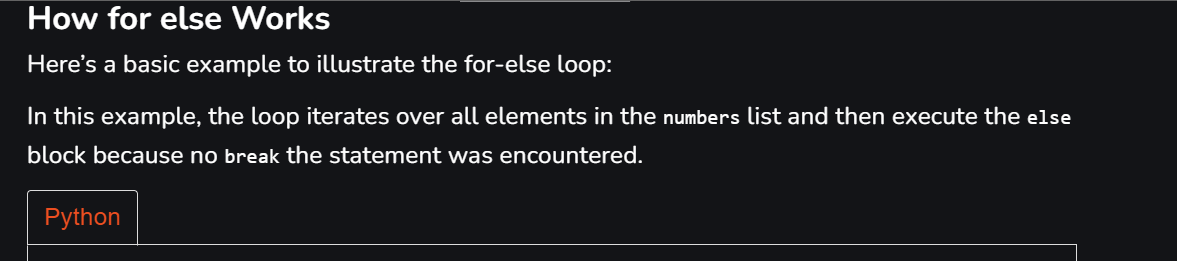 How for else Works
Here’s a basic example to illustrate the for-else loop:
In this example, the loop iterates over all elements in the numbers list and then execute the else
block because no break the statement was encountered.
Python